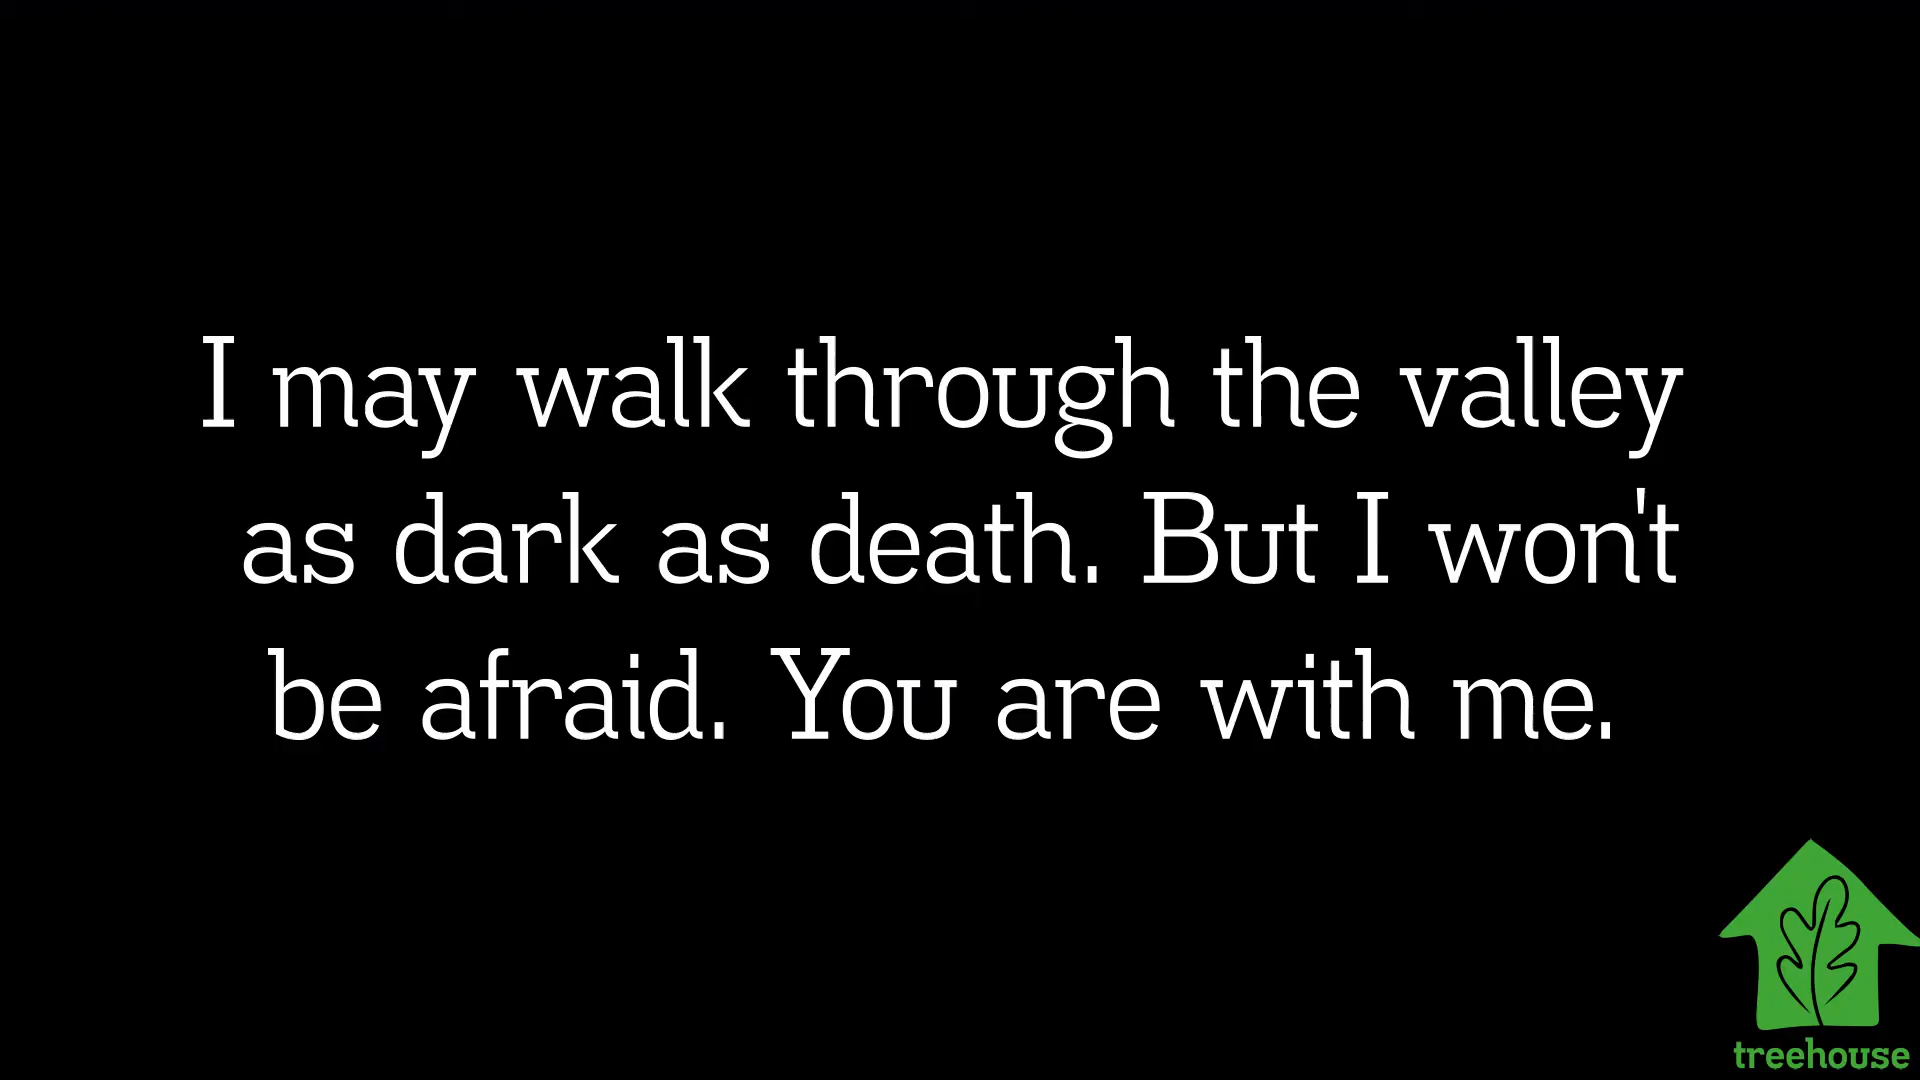 I may walk through the valley
as dark as death. But I won't
be afraid. You are with me.
treehouse